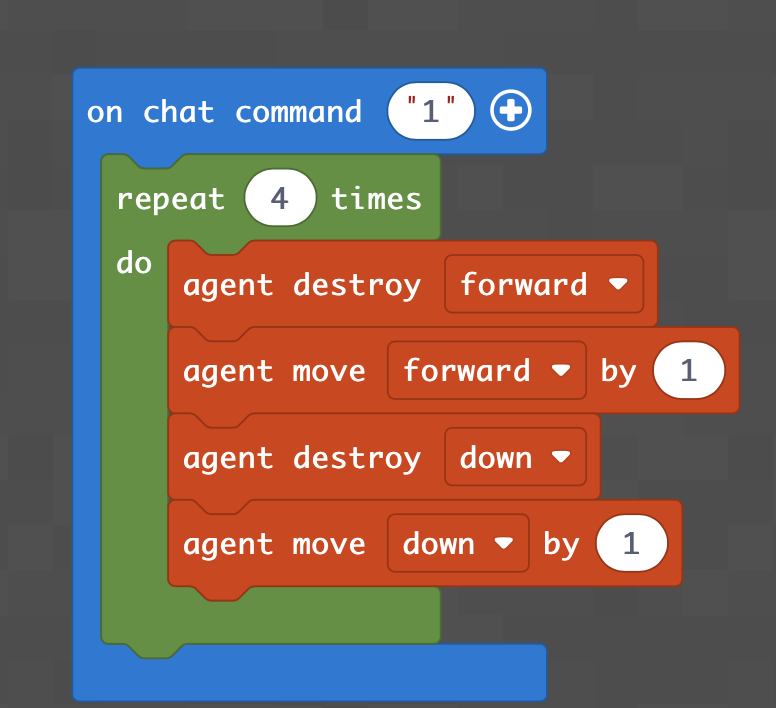 on chat command "1"
repeat 4 times
do
agent destroy forward
agent move forward by 1
agent destroy down
agent move down by 1